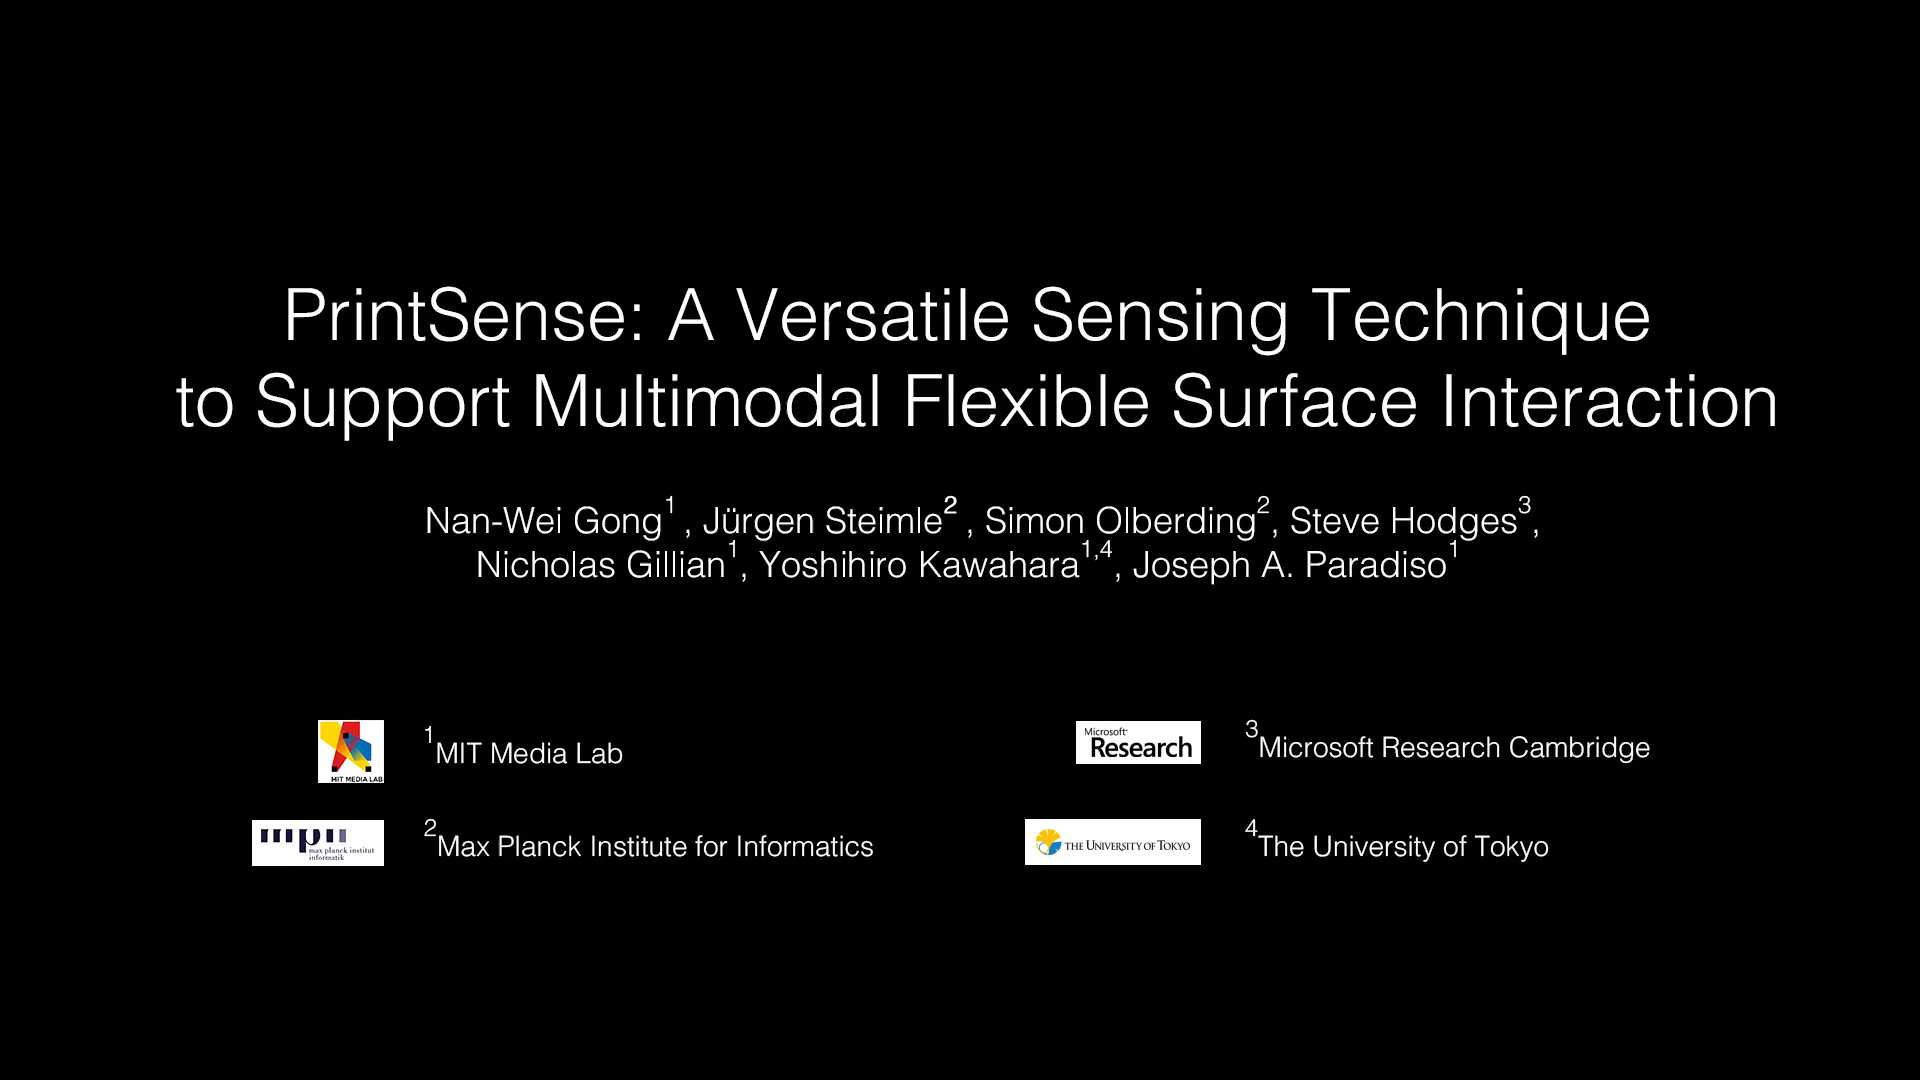 PrintSense: A Versatile Sensing Technique
to Support Multimodal Flexible Surface Interaction
Nan-Wei Gong1 , Jürgen Steimle2 , Simon Olberding2, Steve Hodges3,
Nicholas Gillian1, Yoshihiro Kawahara1,4, Joseph A. Paradiso1
MIT MEDIA LAB
1MIT Media Lab
Microsoft
Research
3Microsoft Research Cambridge
mpii
max planck institut
informatik
2Max Planck Institute for Informatics
THE UNIVERSITY OF TOKYO
4The University of Tokyo